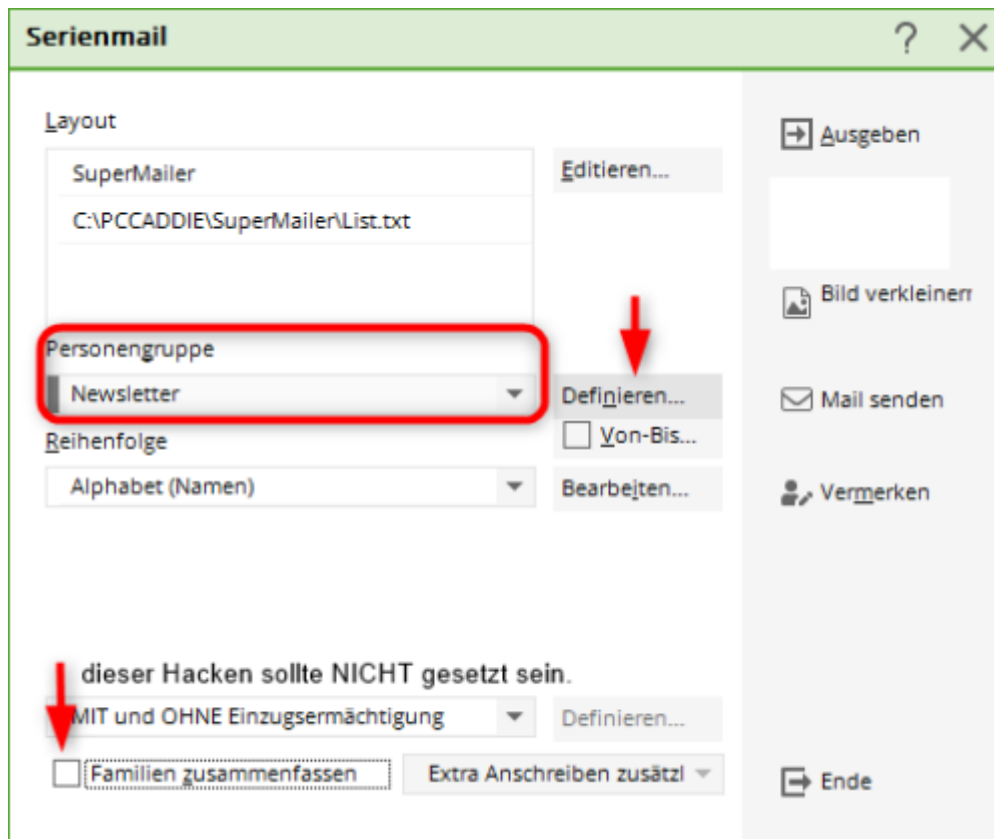 Serienmail ?
Layout
SuperMailer
C:\PCCADDIE\SuperMailer\List.txt
Editieren...
Ausgeben
Bild verkleinerr
Personengruppe
Newsletter
Definieren...
Von-Bis...
Mail senden
Reihenfolge
Alphabet (Namen)
Bearbeiten...
Vermerken
dieser Hacken sollte NICHT gesetzt sein.
MIT und OHNE Einzugsermächtigung
Definieren...
Familien zusammenfassen
Extra Anschreiben zusätzl
Ende